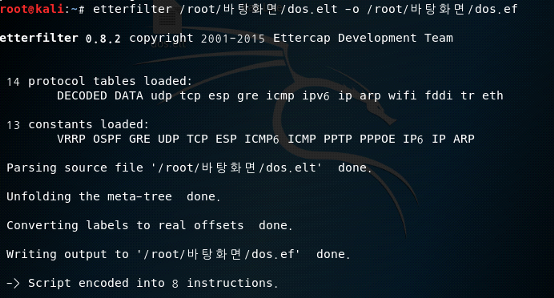 root@kali:~# etterfilter /root/바탕화면/dos.elt -o /root/바탕화면/dos.ef
etterfilter 0.8.2 copyright 2001-2015 Ettercap Development Team
14 protocol tables loaded:
DECODED DATA udp tcp esp gre icmp ipv6 ip arp wifi fddi tr eth
13 constants loaded:
VRRP OSPF GRE UDP TCP ESP ICMP6 ICMP PPTP PPPOE IP6 IP ARP
Parsing source file '/root/바탕화면/dos.elt'  done.
Unfolding the meta-tree  done.
Converting labels to real offsets  done.
Writing output to '/root/바탕화면/dos.ef'  done.
-> Script encoded into 8 instructions.